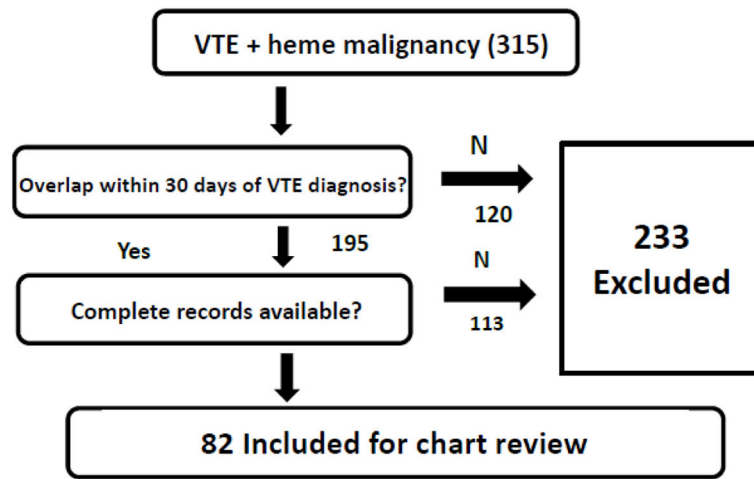 VTE + heme malignancy (315)
Overlap within 30 days of VTE diagnosis?
N
120
Yes
195
Complete records available?
N
113
233
Excluded
82 Included for chart review